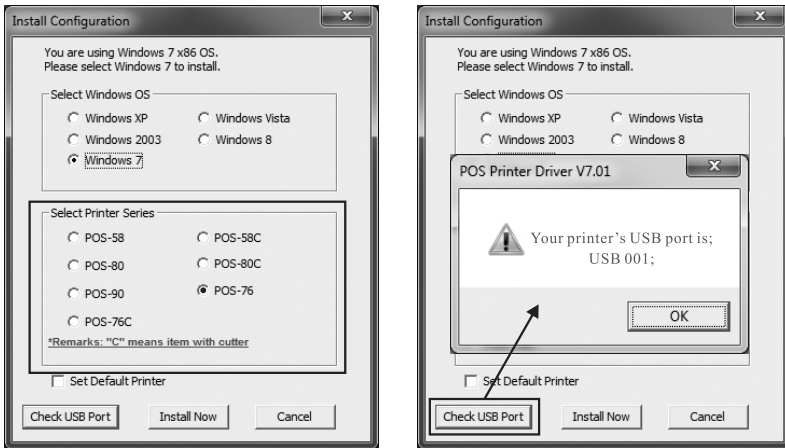 Install Configuration
X
You are using Windows 7 x86 OS.
Please select Windows 7 to install.
Select Windows OS
Windows XP
Windows Vista
Windows 2003
Windows 8
Windows 7
Select Printer Series
POS-58
POS-58C
POS-80
POS-80C
POS-90
POS-76
POS-76C
*Remarks: "C" means item with cutter
Set Default Printer
Check USB Port
Install Now
Cancel
Install Configuration
X
You are using Windows 7 x86 OS.
Please select Windows 7 to install.
Select Windows OS
Windows XP
Windows Vista
Windows 2003
Windows 8
POS Printer Driver V7.01
X
Your printer's USB port is;
USB 001;
OK
Set Default Printer
Check USB Port
Install Now
Cancel